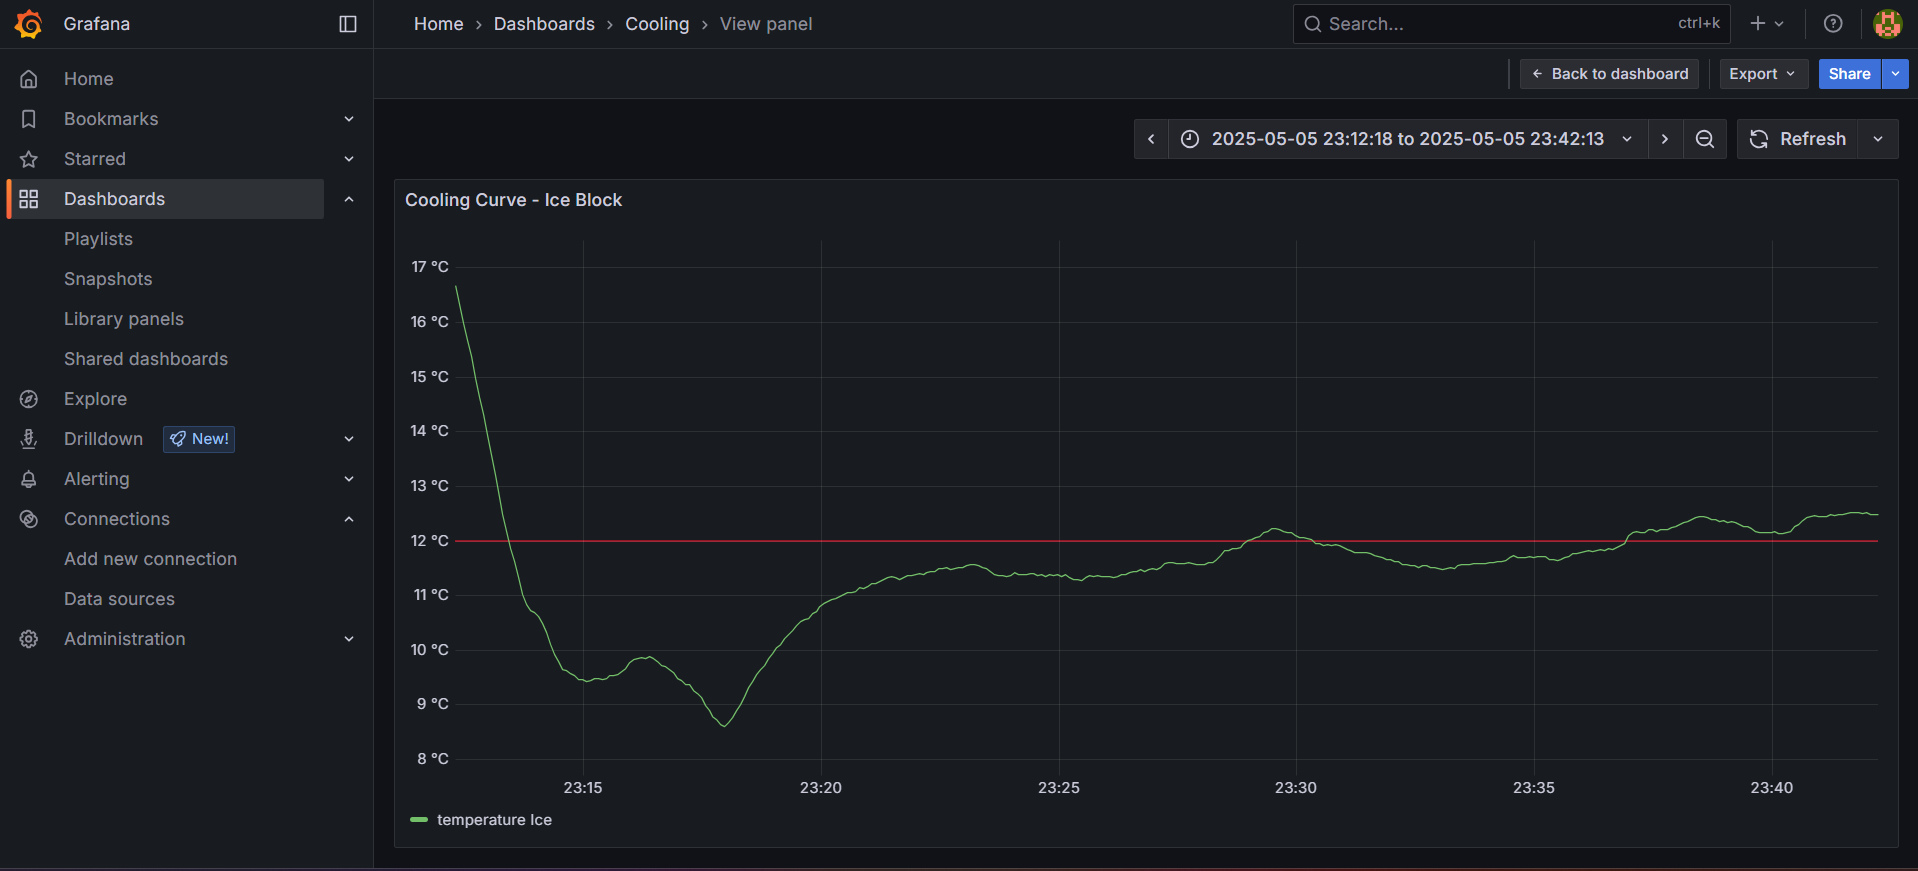 Grafana
Home › Dashboards › Cooling › View panel
Search... ctrl+k
Back to dashboard Export Share
Home
Bookmarks
Starred
Dashboards
Playlists
Snapshots
Library panels
Shared dashboards
Explore
Drilldown New!
Alerting
Connections
Add new connection
Data sources
Administration
2025-05-05 23:12:18 to 2025-05-05 23:42:13 Refresh
Cooling Curve - Ice Block
17 °C
16 °C
15 °C
14 °C
13 °C
12 °C
11 °C
10 °C
9 °C
8 °C
23:15 23:20 23:25 23:30 23:35 23:40
temperature Ice